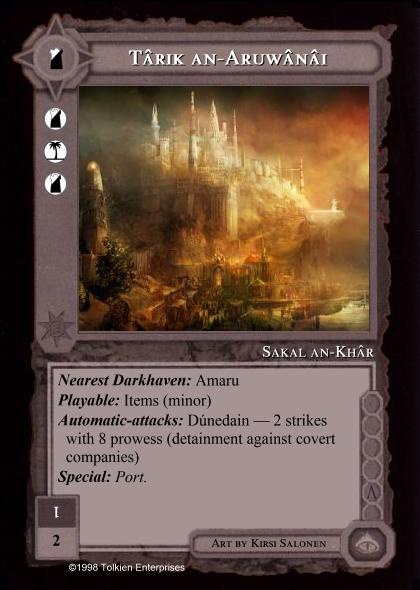 TÂRIK AN-ARUWÂNÂI
SAKAL AN-KHÂR
Nearest Darkhaven: Amaru
Playable: Items (minor)
Automatic-attacks: Dúnedain — 2 strikes
with 8 prowess (detainment against covert
companies)
Special: Port.
1
2
ART BY KIRSI SALONEN
©1998 Tolkien Enterprises